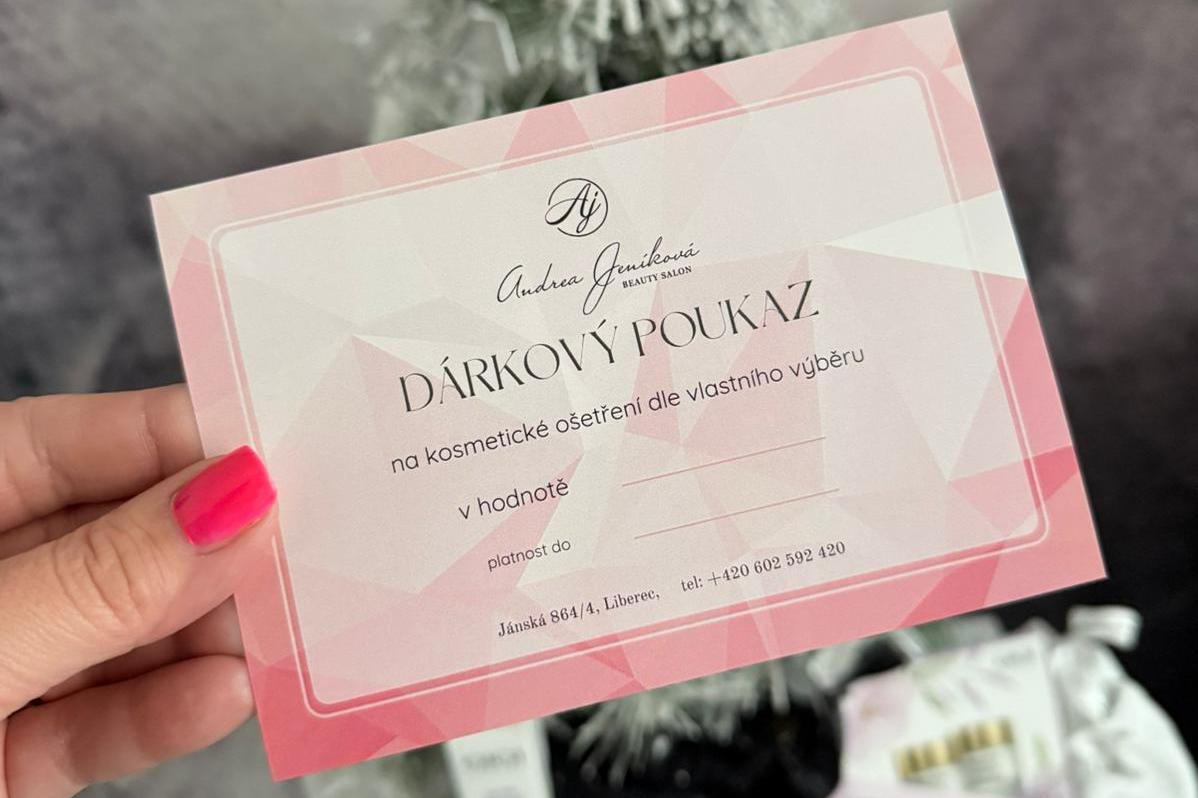 Aj
Andrea Jeníková
BEAUTY SALON
DÁRKOVÝ POUKAZ
na kosmetické ošetření dle vlastního výběru
v hodnotě
platnost do
Jánská 864/4, Liberec, tel: +420 602 592 420